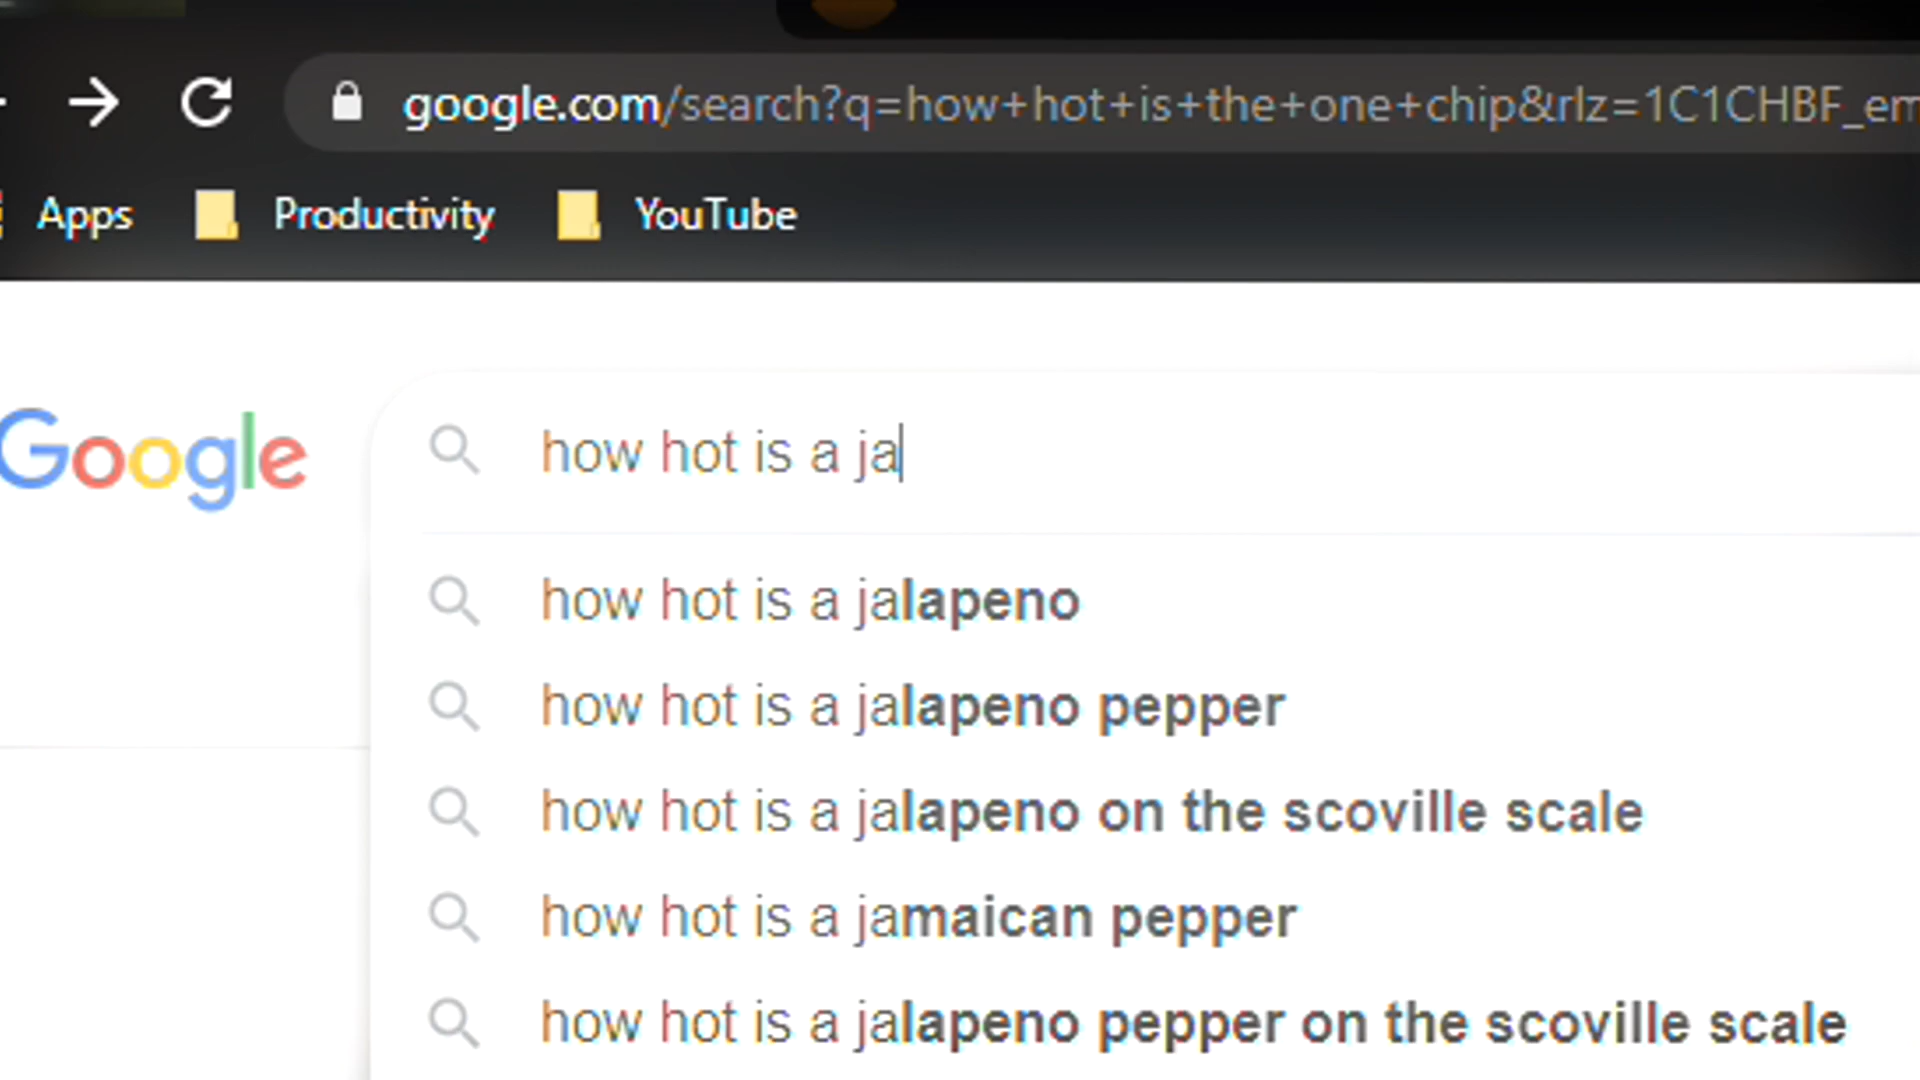 google.com/search?q=how+hot+is+the+one+chip&rlz=1C1CHBF_em
Apps Productivity YouTube
Google
how hot is a ja
how hot is a jalapeno
how hot is a jalapeno pepper
how hot is a jalapeno on the scoville scale
how hot is a jamaican pepper
how hot is a jalapeno pepper on the scoville scale